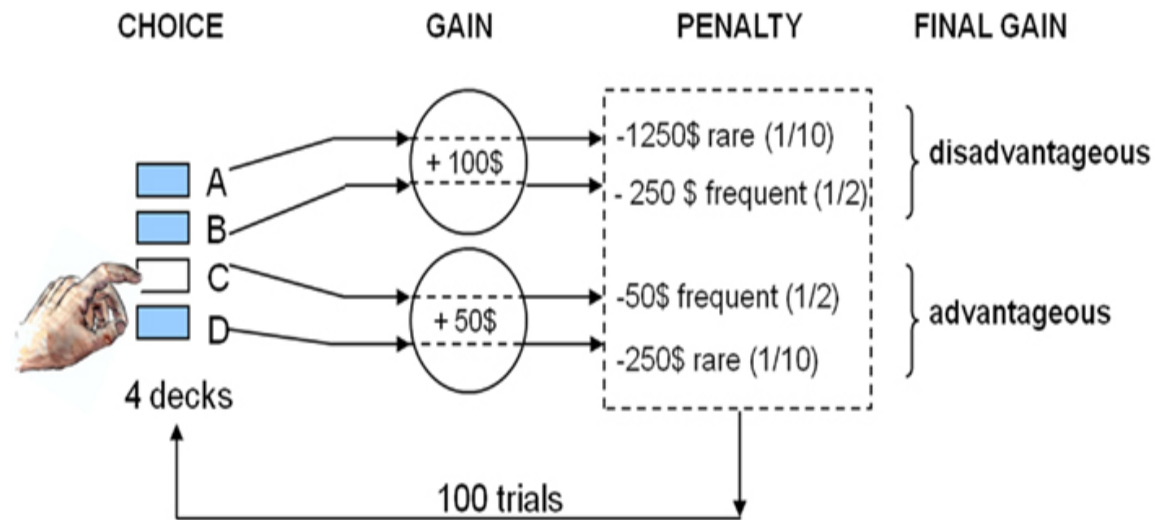 CHOICE GAIN PENALTY FINAL GAIN
-1250$ rare (1/10)
A + 100$ disadvantageous
- 250 $ frequent (1/2)
B
C
-50$ frequent (1/2)
D + 50$ advantageous
-250$ rare (1/10)
4 decks
100 trials